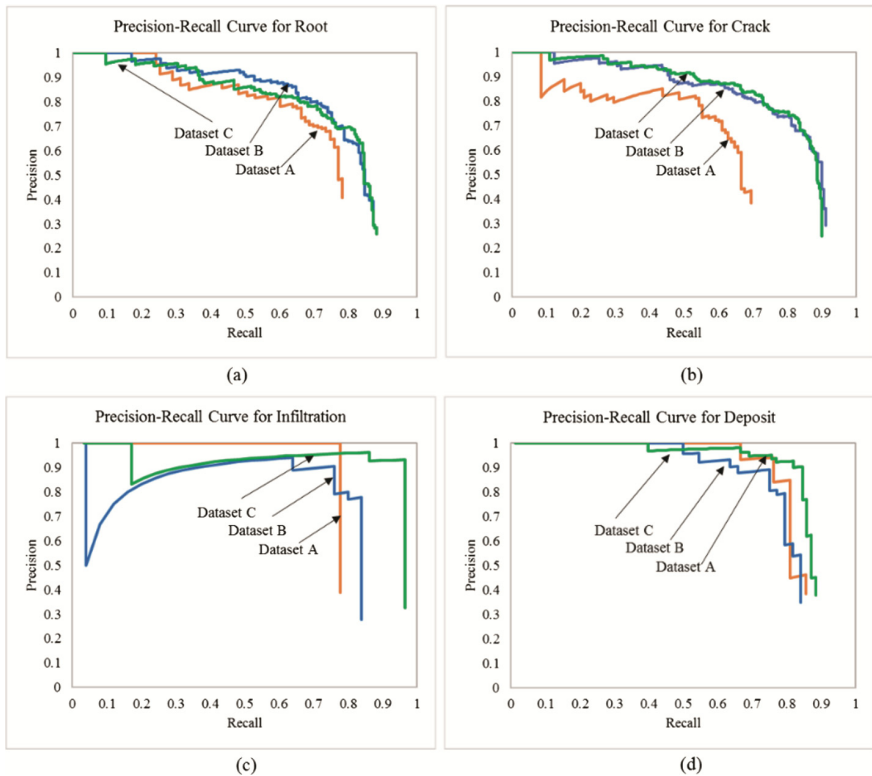 Precision-Recall Curve for Root
1
0.9
0.8
0.7
0.6
0.5
0.4
0.3
0.2
0.1
0
Precision
Dataset C
Dataset B
Dataset A
0 0.1 0.2 0.3 0.4 0.5 0.6 0.7 0.8 0.9 1
Recall
(a)
Precision-Recall Curve for Crack
1
0.9
0.8
0.7
0.6
0.5
0.4
0.3
0.2
0.1
0
Precision
Dataset C
Dataset B
Dataset A
0 0.1 0.2 0.3 0.4 0.5 0.6 0.7 0.8 0.9 1
Recall
(b)
Precision-Recall Curve for Infiltration
1
0.9
0.8
0.7
0.6
0.5
0.4
0.3
0.2
0.1
0
Precision
Dataset C
Dataset B
Dataset A
0 0.1 0.2 0.3 0.4 0.5 0.6 0.7 0.8 0.9 1
Recall
(c)
Precision-Recall Curve for Deposit
1
0.9
0.8
0.7
0.6
0.5
0.4
0.3
0.2
0.1
0
Precision
Dataset C
Dataset B
Dataset A
0 0.1 0.2 0.3 0.4 0.5 0.6 0.7 0.8 0.9 1
Recall
(d)